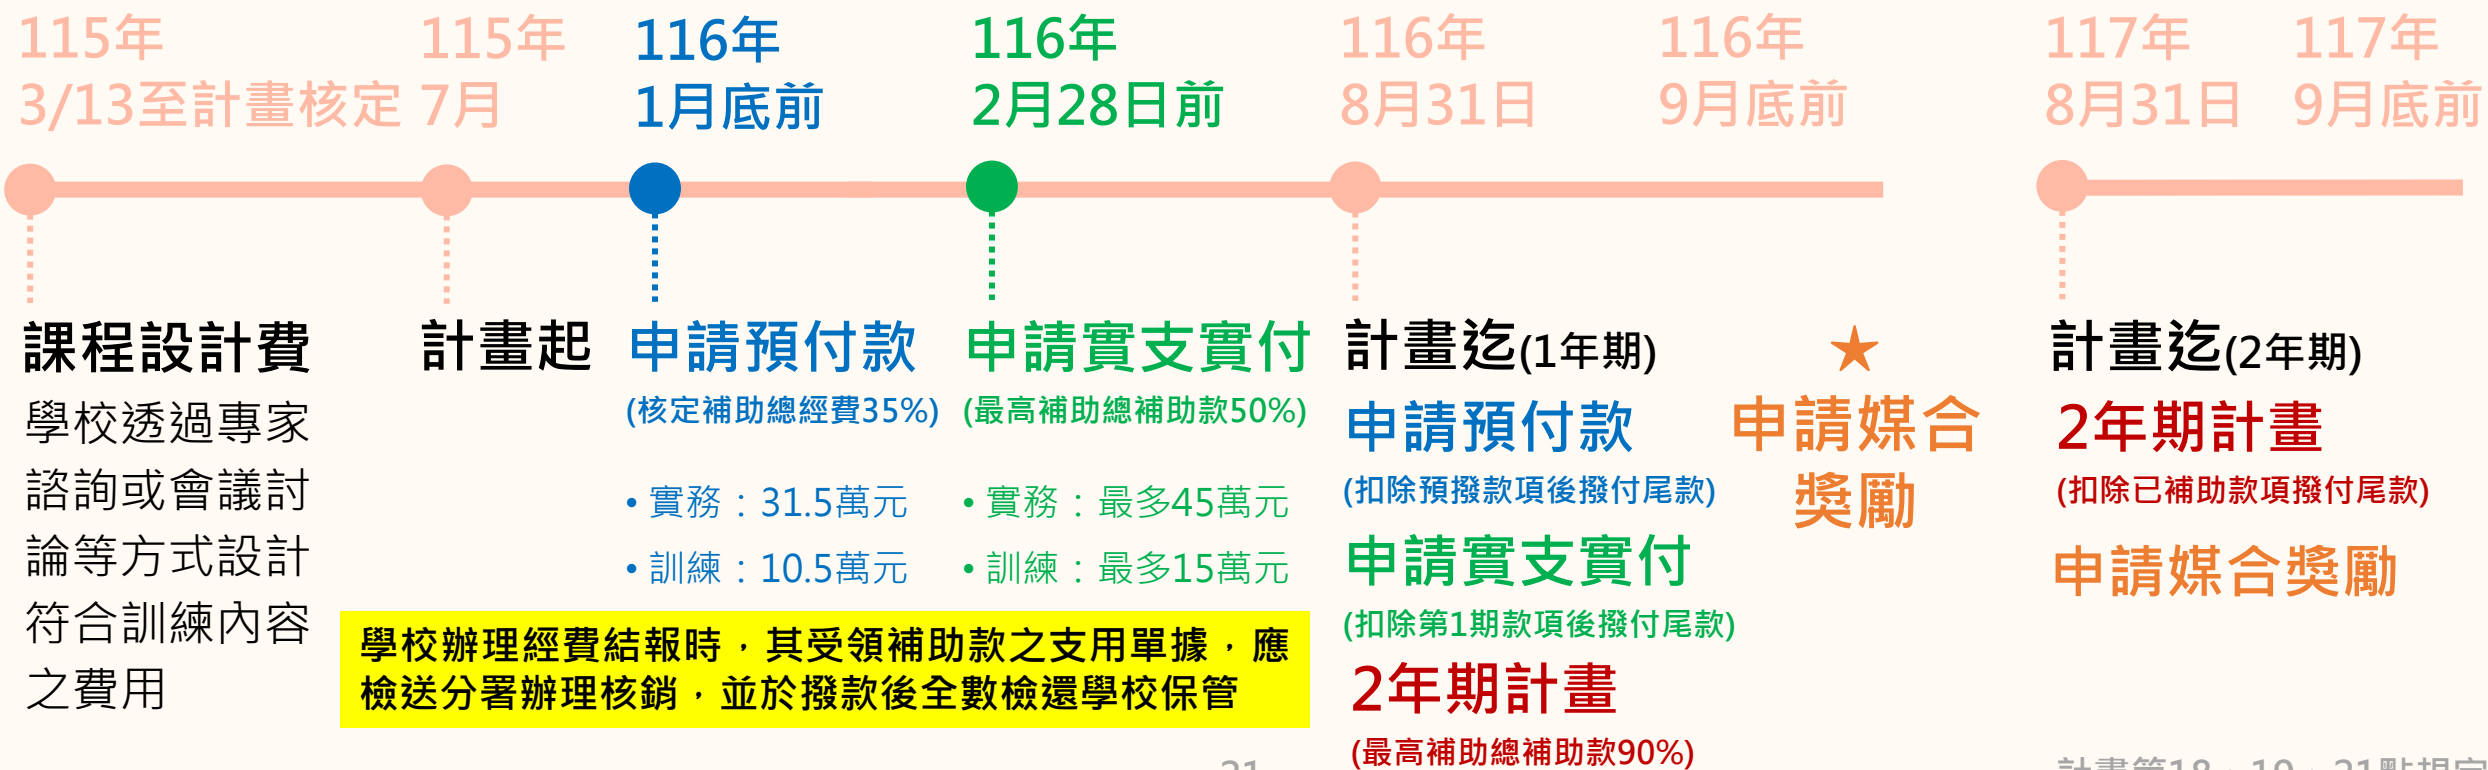 115年
3/13至計畫核定
115年
7月
116年
1月底前
116年
2月28日前
116年
8月31日
116年
9月底前
117年
8月31日
117年
9月底前
課程設計費
學校透過專家
諮詢或會議討
論等方式設計
符合訓練內容
之費用
計畫起
申請預付款
(核定補助總經費35%)
• 實務：31.5萬元
• 訓練：10.5萬元
申請實支實付
(最高補助總補助款50%)
• 實務：最多45萬元
• 訓練：最多15萬元
學校辦理經費結報時，其受領補助款之支用單據，應
檢送分署辦理核銷，並於撥款後全數檢還學校保管
計畫迄(1年期)
申請預付款
(扣除預撥款項後撥付尾款)
申請實支實付
(扣除第1期款項後撥付尾款)
2年期計畫
(最高補助總補助款90%)
申請媒合
獎勵
計畫迄(2年期)
2年期計畫
(扣除已補助款項撥付尾款)
申請媒合獎勵
21
計畫第18、19、21點規定